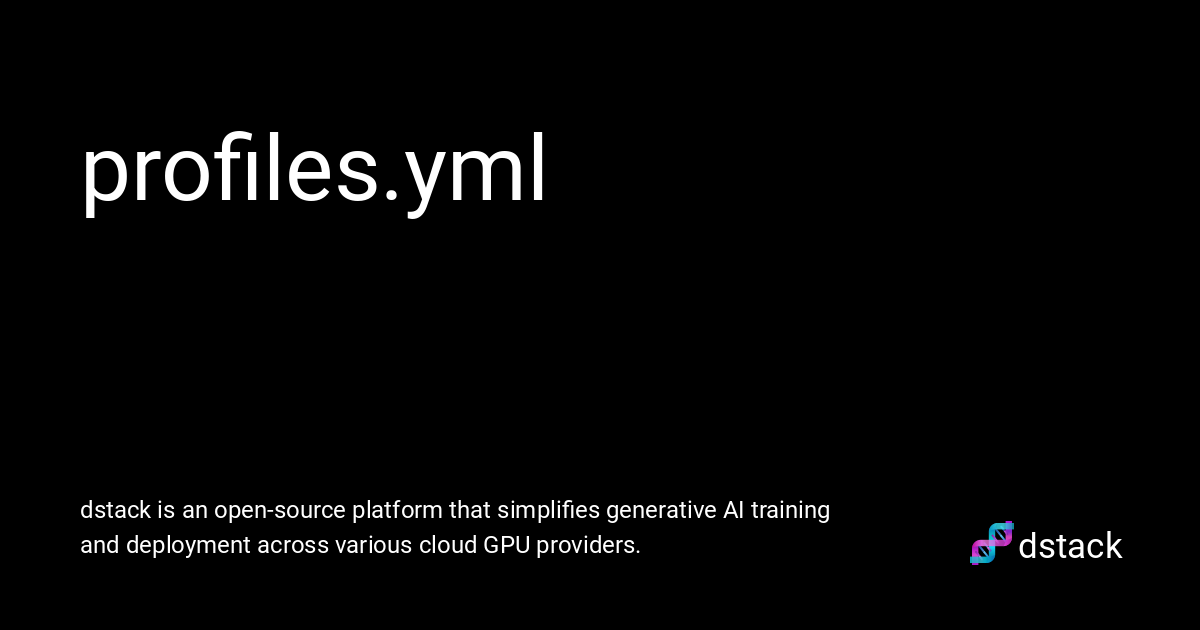 profiles.yml
dstack is an open-source platform that simplifies generative AI training
and deployment across various cloud GPU providers.
dstack